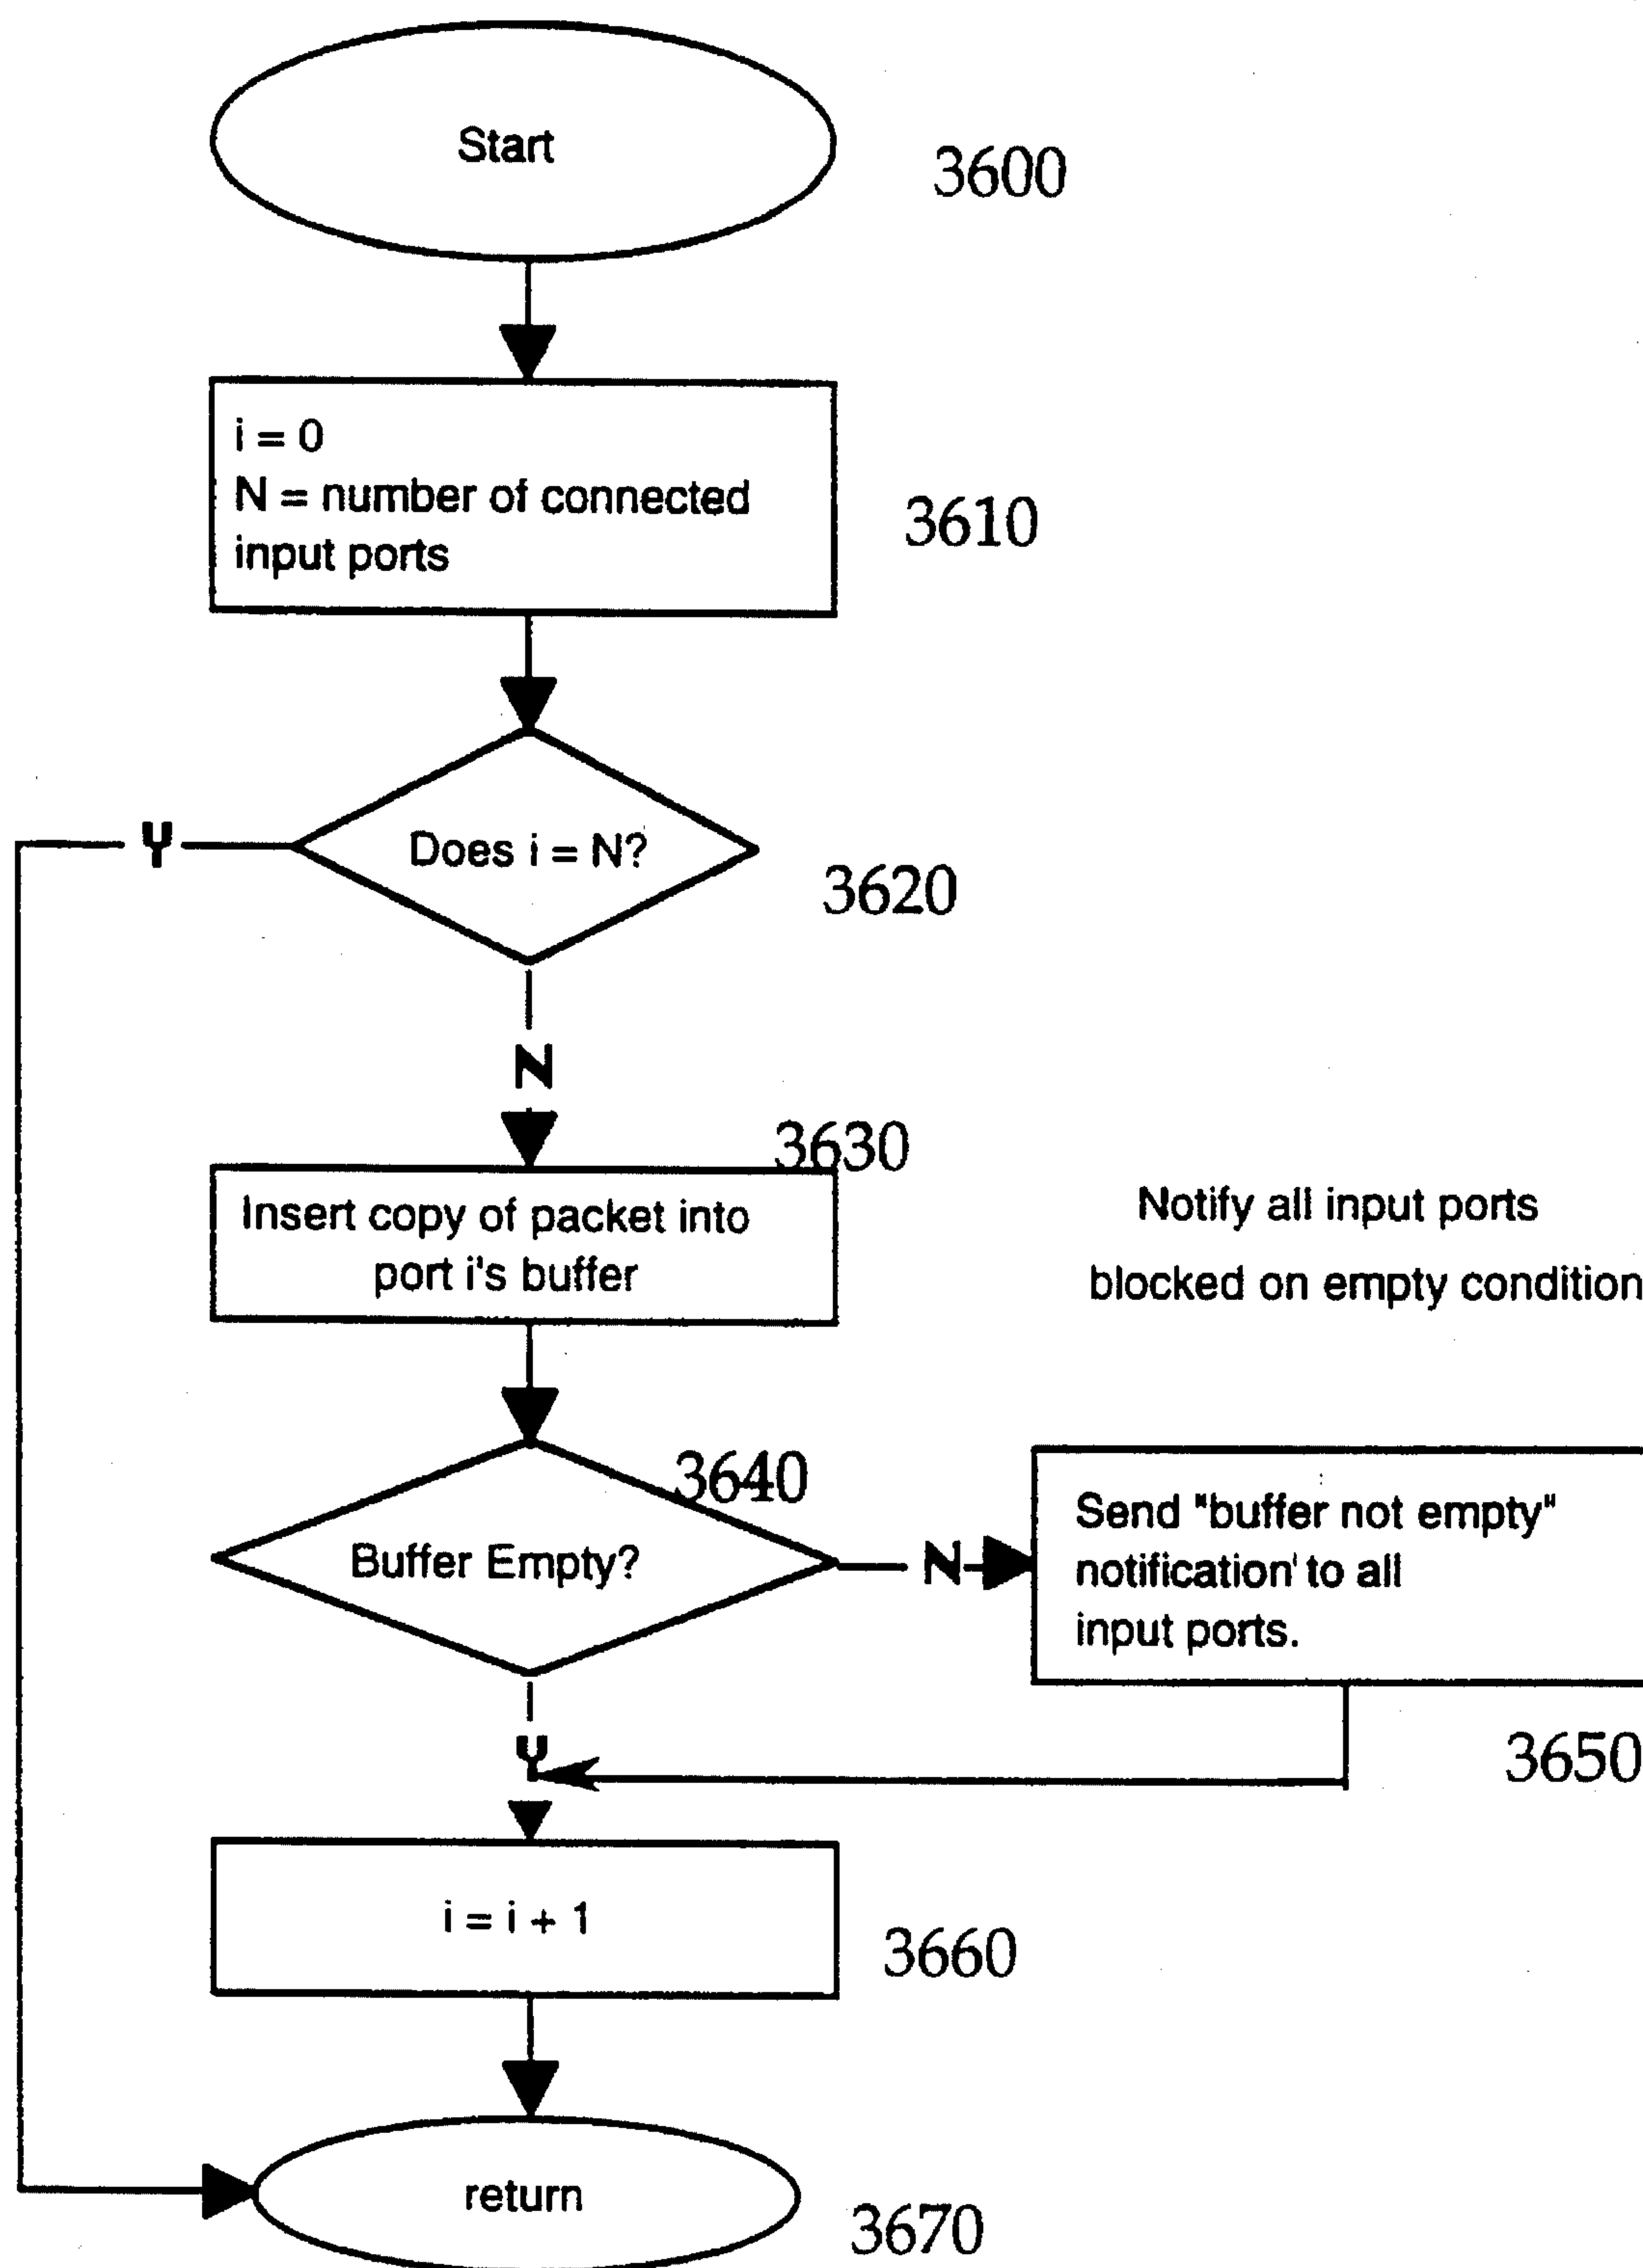 Start
3600
i = 0
N = number of connected
input ports
3610
Does i = N?
Y
3620
N
3630
Insert copy of packet into
port i's buffer
Notify all input ports
blocked on empty condition
3640
Buffer Empty?
N
Send "buffer not empty"
notification' to all
input ports.
Y
3650
i = i + 1
3660
return
3670